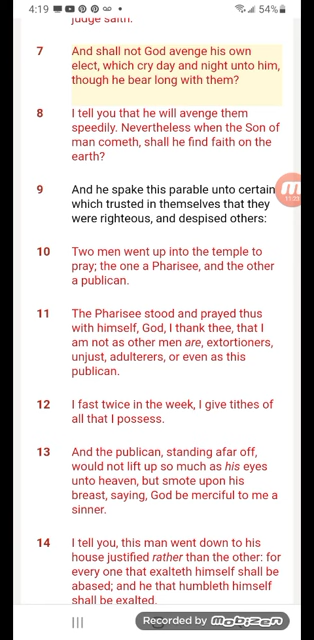 4:19
54%
judge saith.
7 And shall not God avenge his own
elect, which cry day and night unto him,
though he bear long with them?
8 I tell you that he will avenge them
speedily. Nevertheless when the Son of
man cometh, shall he find faith on the
earth?
9 And he spake this parable unto certain
which trusted in themselves that they
were righteous, and despised others:
10 Two men went up into the temple to
pray; the one a Pharisee, and the other
a publican.
11 The Pharisee stood and prayed thus
with himself, God, I thank thee, that I
am not as other men are, extortioners,
unjust, adulterers, or even as this
publican.
12 I fast twice in the week, I give tithes of
all that I possess.
13 And the publican, standing afar off,
would not lift up so much as his eyes
unto heaven, but smote upon his
breast, saying, God be merciful to me a
sinner.
14 I tell you, this man went down to his
house justified rather than the other: for
every one that exalteth himself shall be
abased; and he that humbleth himself
shall be exalted.
Recorded by Mobizen